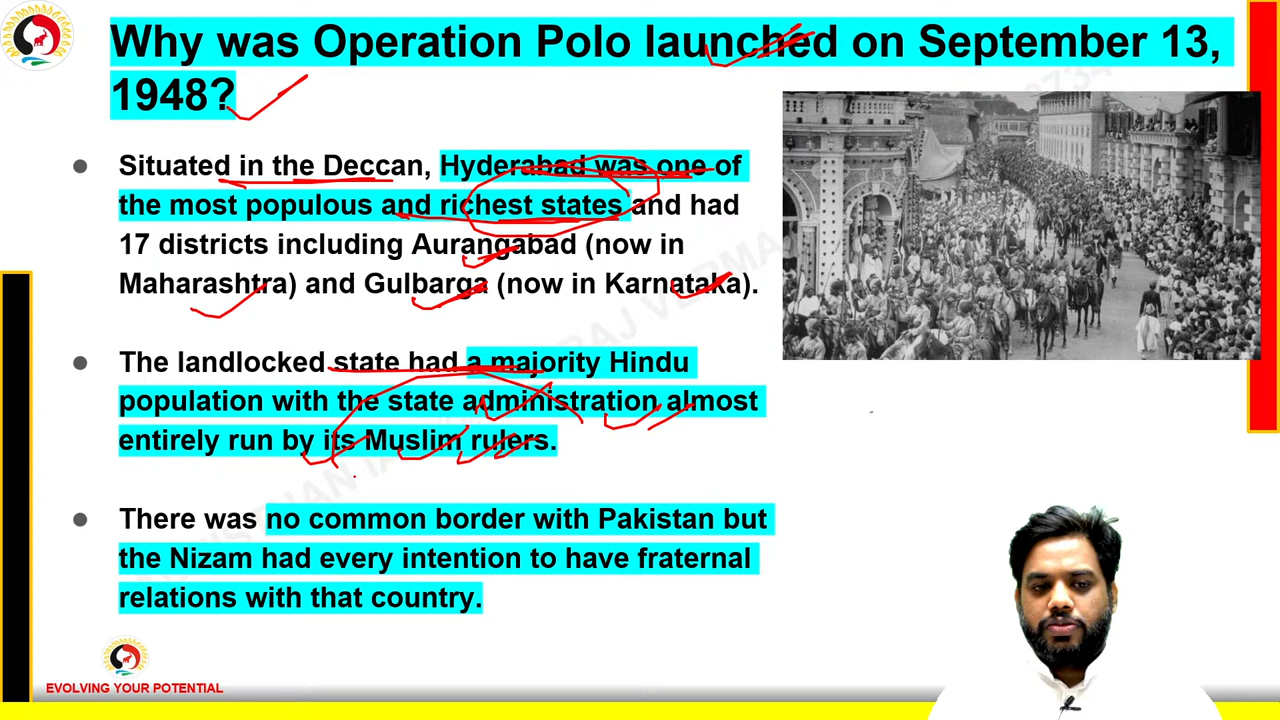 Why was Operation Polo launched on September 13,
1948?
Situated in the Deccan, Hyderabad was one of
the most populous and richest states and had
17 districts including Aurangabad (now in
Maharashtra) and Gulbarga (now in Karnataka).
The landlocked state had a majority Hindu
population with the state administration almost
entirely run by its Muslim rulers.
There was no common border with Pakistan but
the Nizam had every intention to have fraternal
relations with that country.
EVOLVING YOUR POTENTIAL